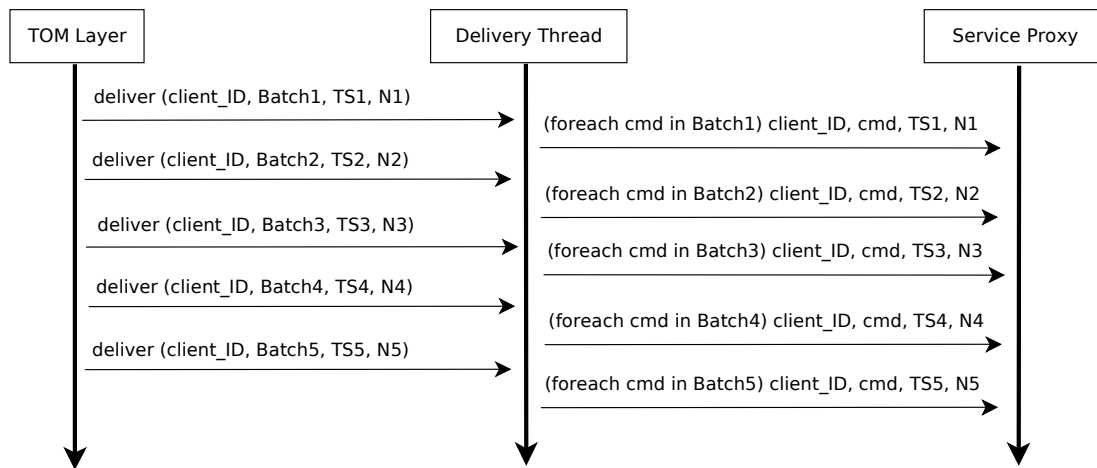 TOM Layer
Delivery Thread
Service Proxy
deliver (client_ID, Batch1, TS1, N1)
(foreach cmd in Batch1) client_ID, cmd, TS1, N1
deliver (client_ID, Batch2, TS2, N2)
(foreach cmd in Batch2) client_ID, cmd, TS2, N2
deliver (client_ID, Batch3, TS3, N3)
(foreach cmd in Batch3) client_ID, cmd, TS3, N3
deliver (client_ID, Batch4, TS4, N4)
(foreach cmd in Batch4) client_ID, cmd, TS4, N4
deliver (client_ID, Batch5, TS5, N5)
(foreach cmd in Batch5) client_ID, cmd, TS5, N5